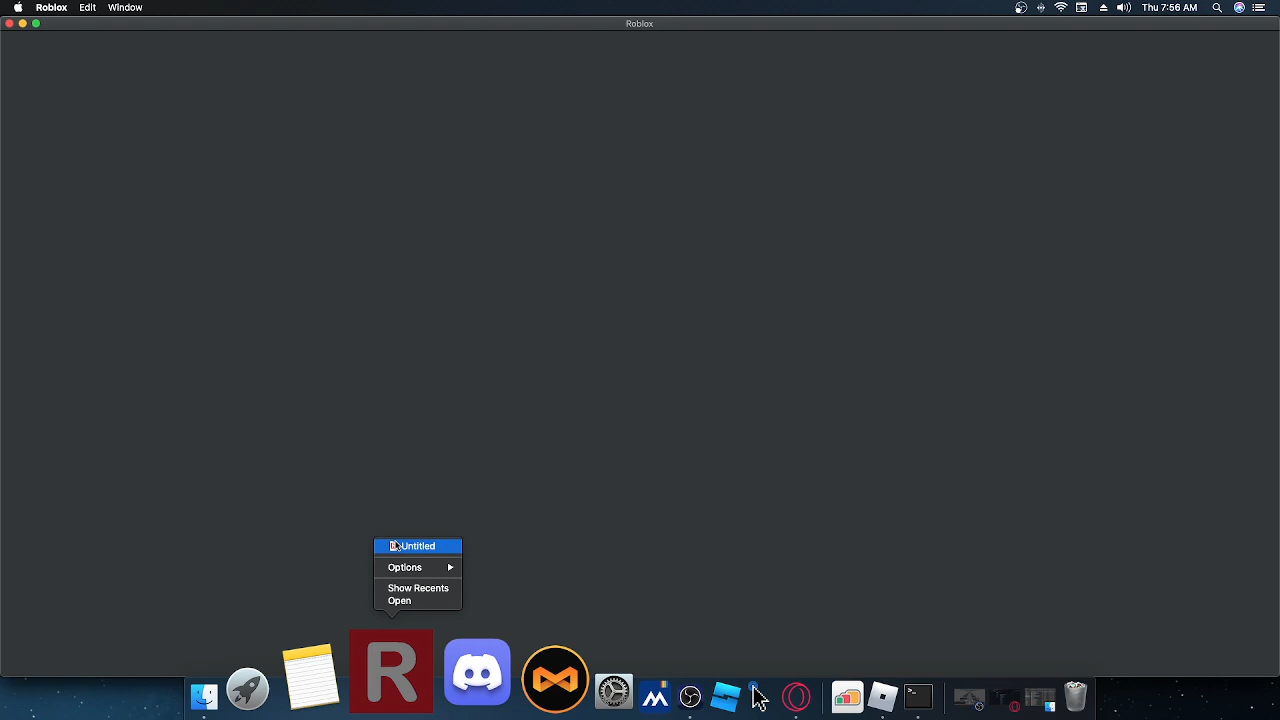 Roblox Edit Window Thu 7:56 AM
Roblox
Untitled
Options
Show Recents
Open
R